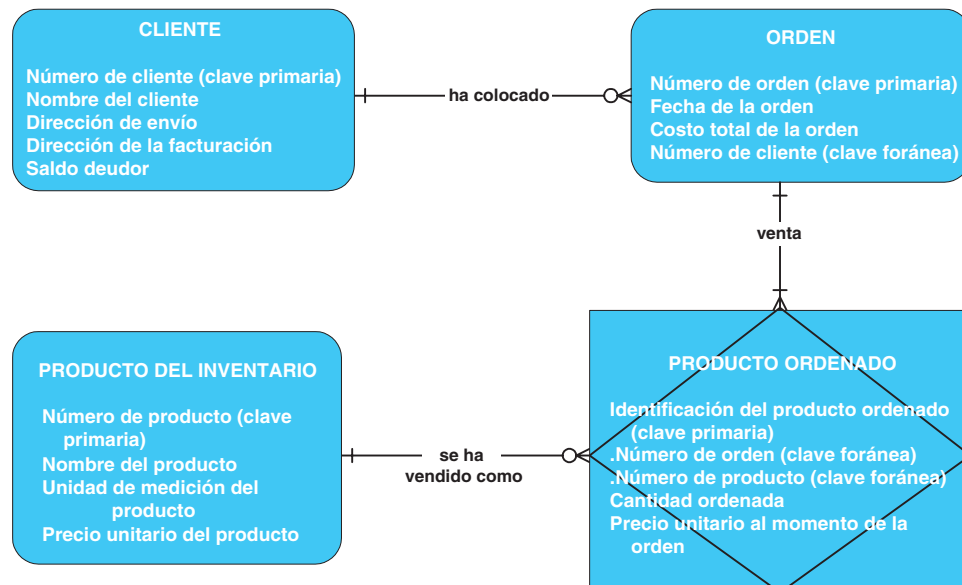 CLIENTE
Número de cliente (clave primaria)
Nombre del cliente
Dirección de envío
Dirección de la facturación
Saldo deudor
ha colocado
ORDEN
Número de orden (clave primaria)
Fecha de la orden
Costo total de la orden
Número de cliente (clave foránea)
venta
PRODUCTO DEL INVENTARIO
Número de producto (clave
primaria)
Nombre del producto
Unidad de medición del
producto
Precio unitario del producto
se ha
vendido como
PRODUCTO ORDENADO
Identificación del producto ordenado
(clave primaria)
.Número de orden (clave foránea)
.Número de producto (clave foránea)
Cantidad ordenada
Precio unitario al momento de la
orden